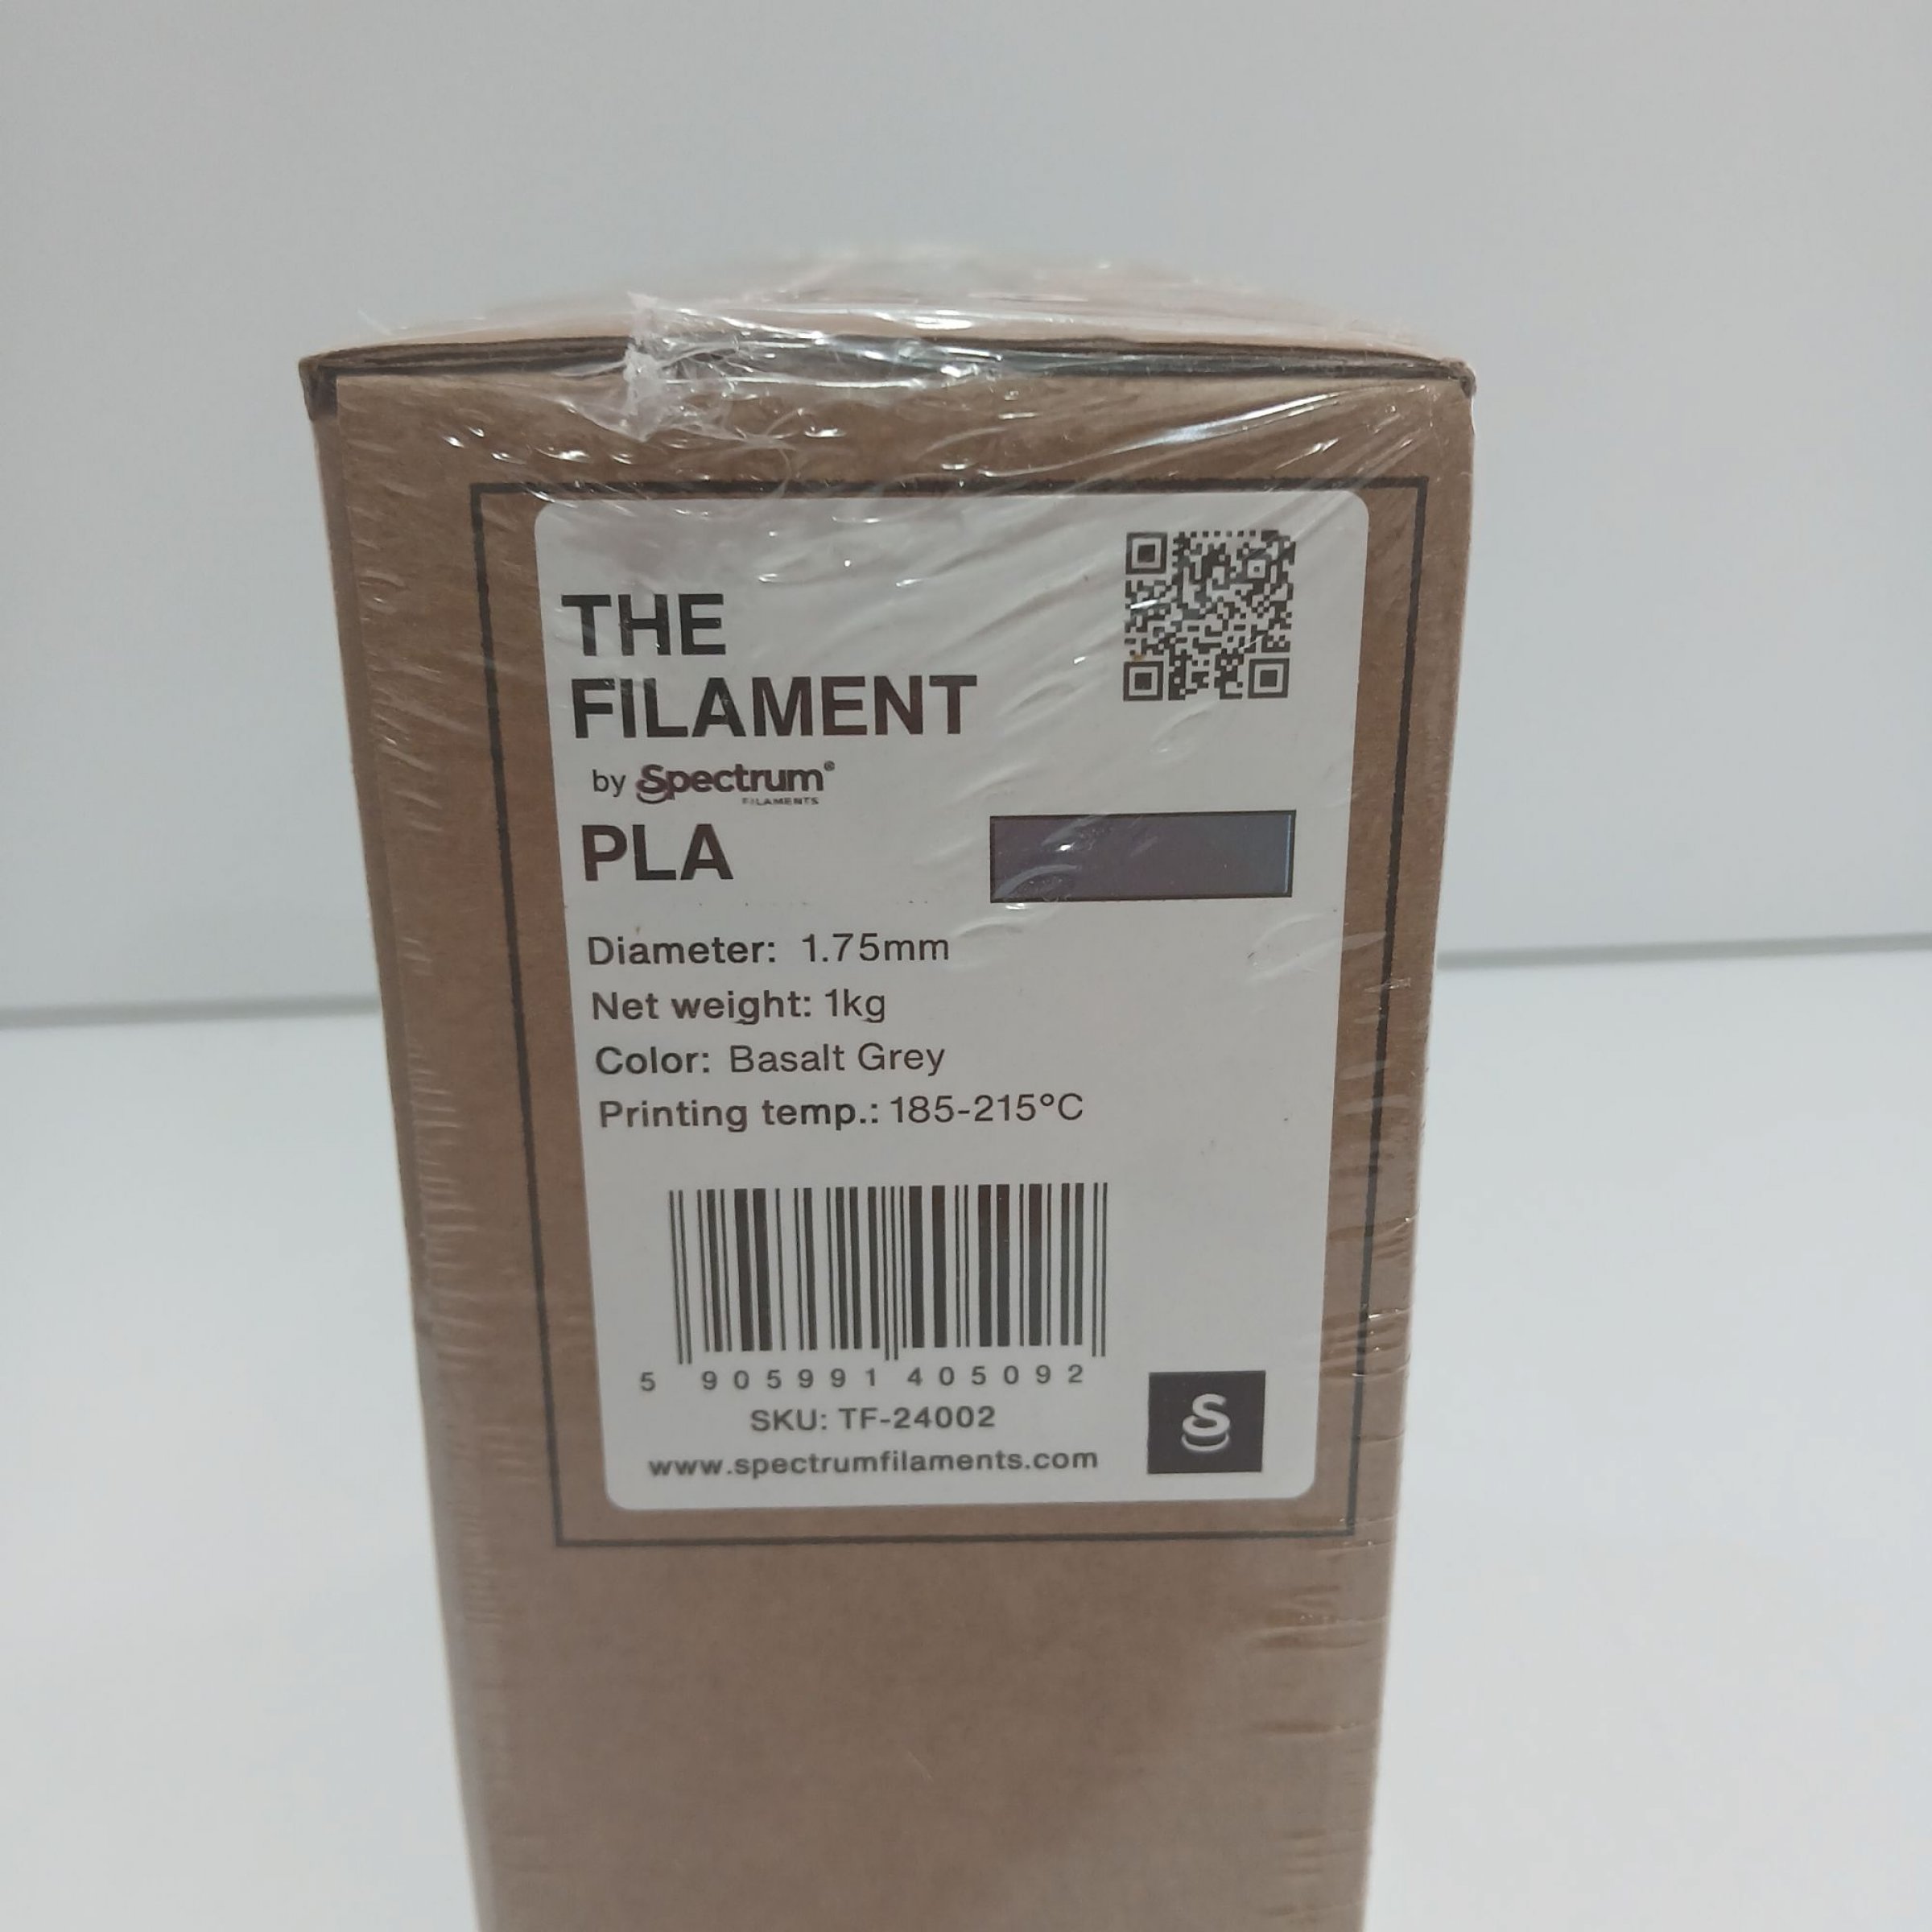 THE
FILAMENT
by Spectrum®
FILAMENTS
PLA
Diameter: 1.75mm
Net weight: 1kg
Color: Basalt Grey
Printing temp.: 185-215°C
5 905991 405092
SKU: TF-24002
www.spectrumfilaments.com